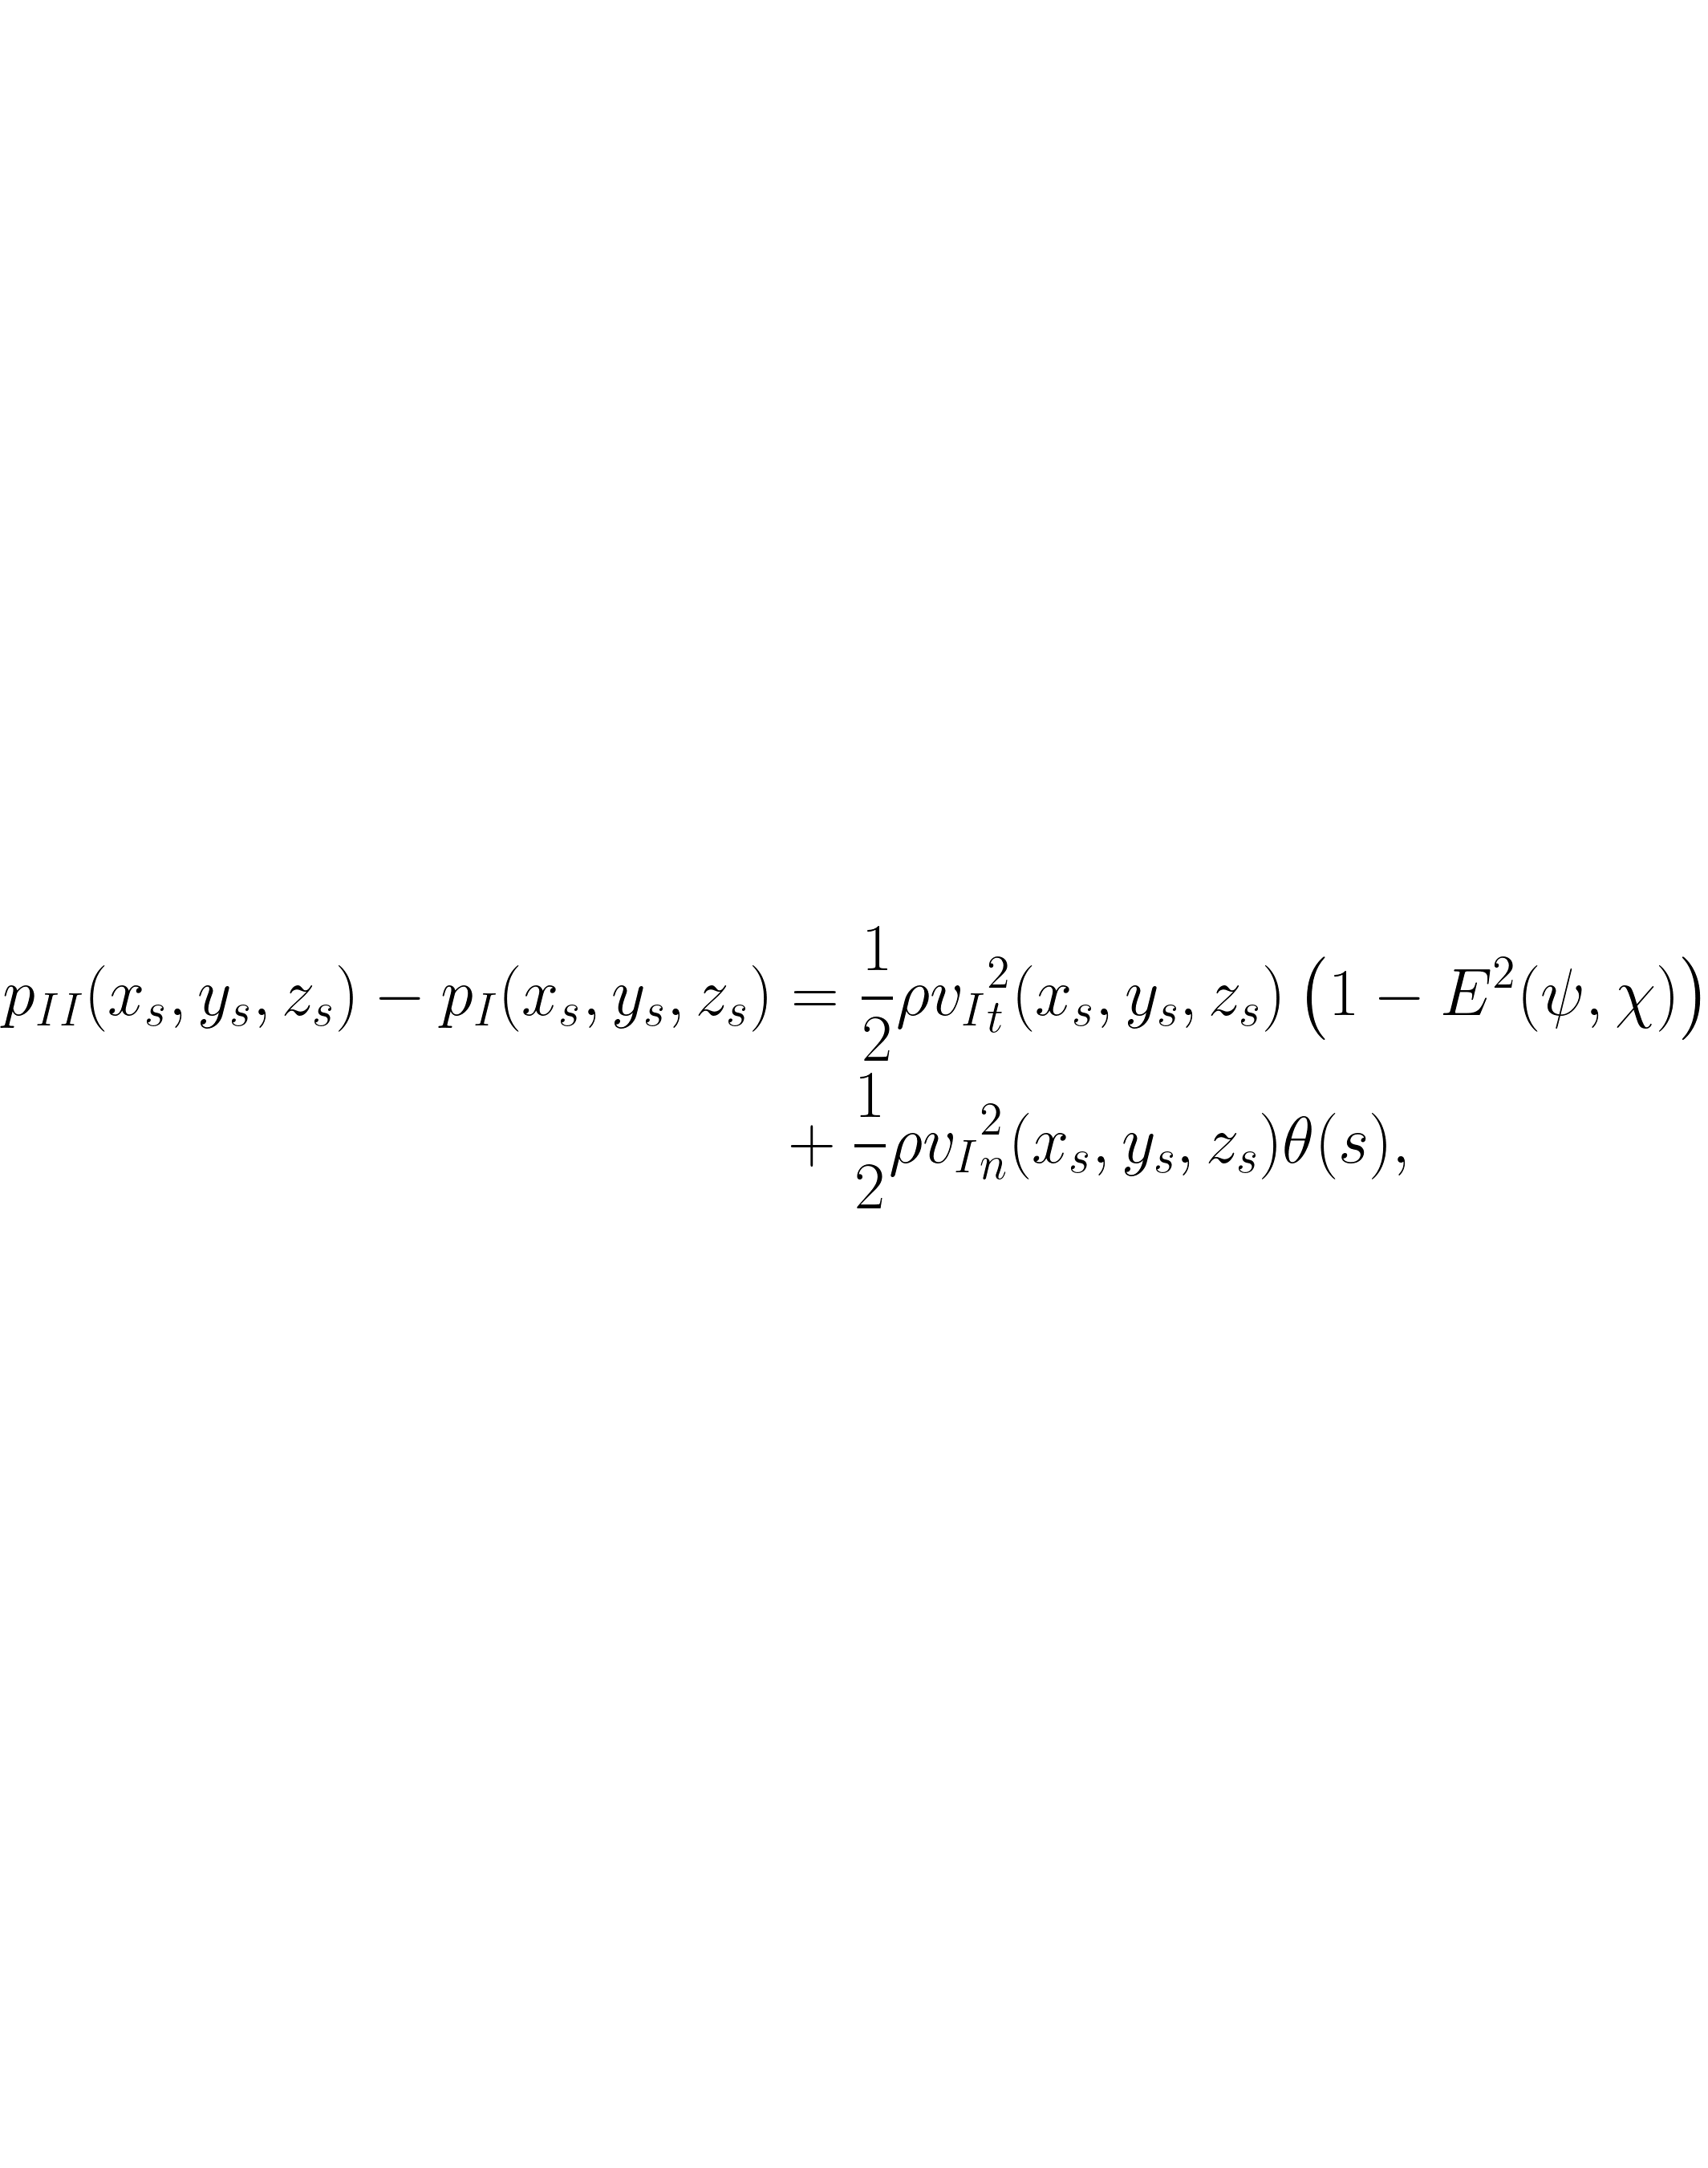 p_{II}(x_s, y_s, z_s) - p_I(x_s, y_s, z_s) = \frac{1}{2} \rho {v_I}_t^2(x_s, y_s, z_s) \left(1 - E^2(\psi, \chi)\right)
+ \frac{1}{2} \rho {v_I}_n^2(x_s, y_s, z_s) \theta(s),